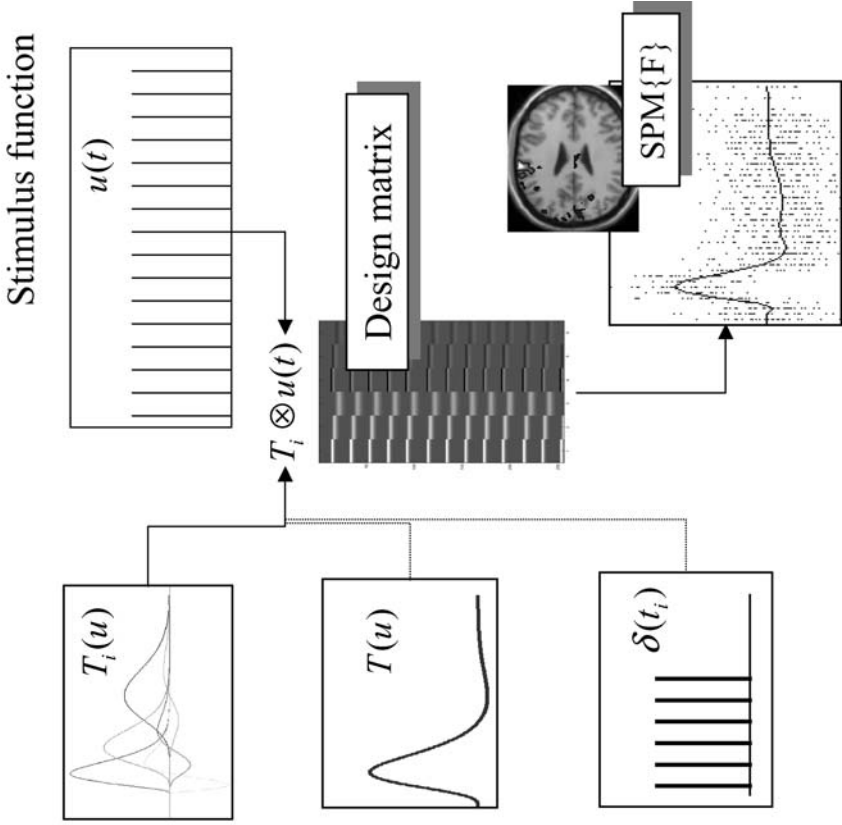 Stimulus function
u(t)
T_i(u)
T_i ⊗ u(t)
Design matrix
T(u)
SPM{F}
δ(t_i)